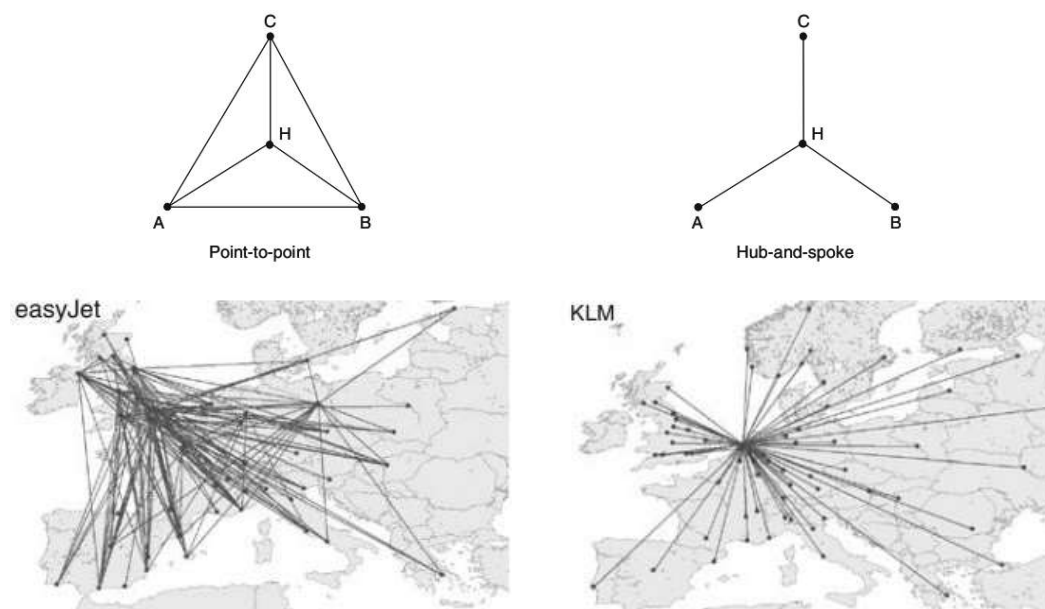 C
H
A
B
Point-to-point
C
H
A
B
Hub-and-spoke
easyJet
KLM